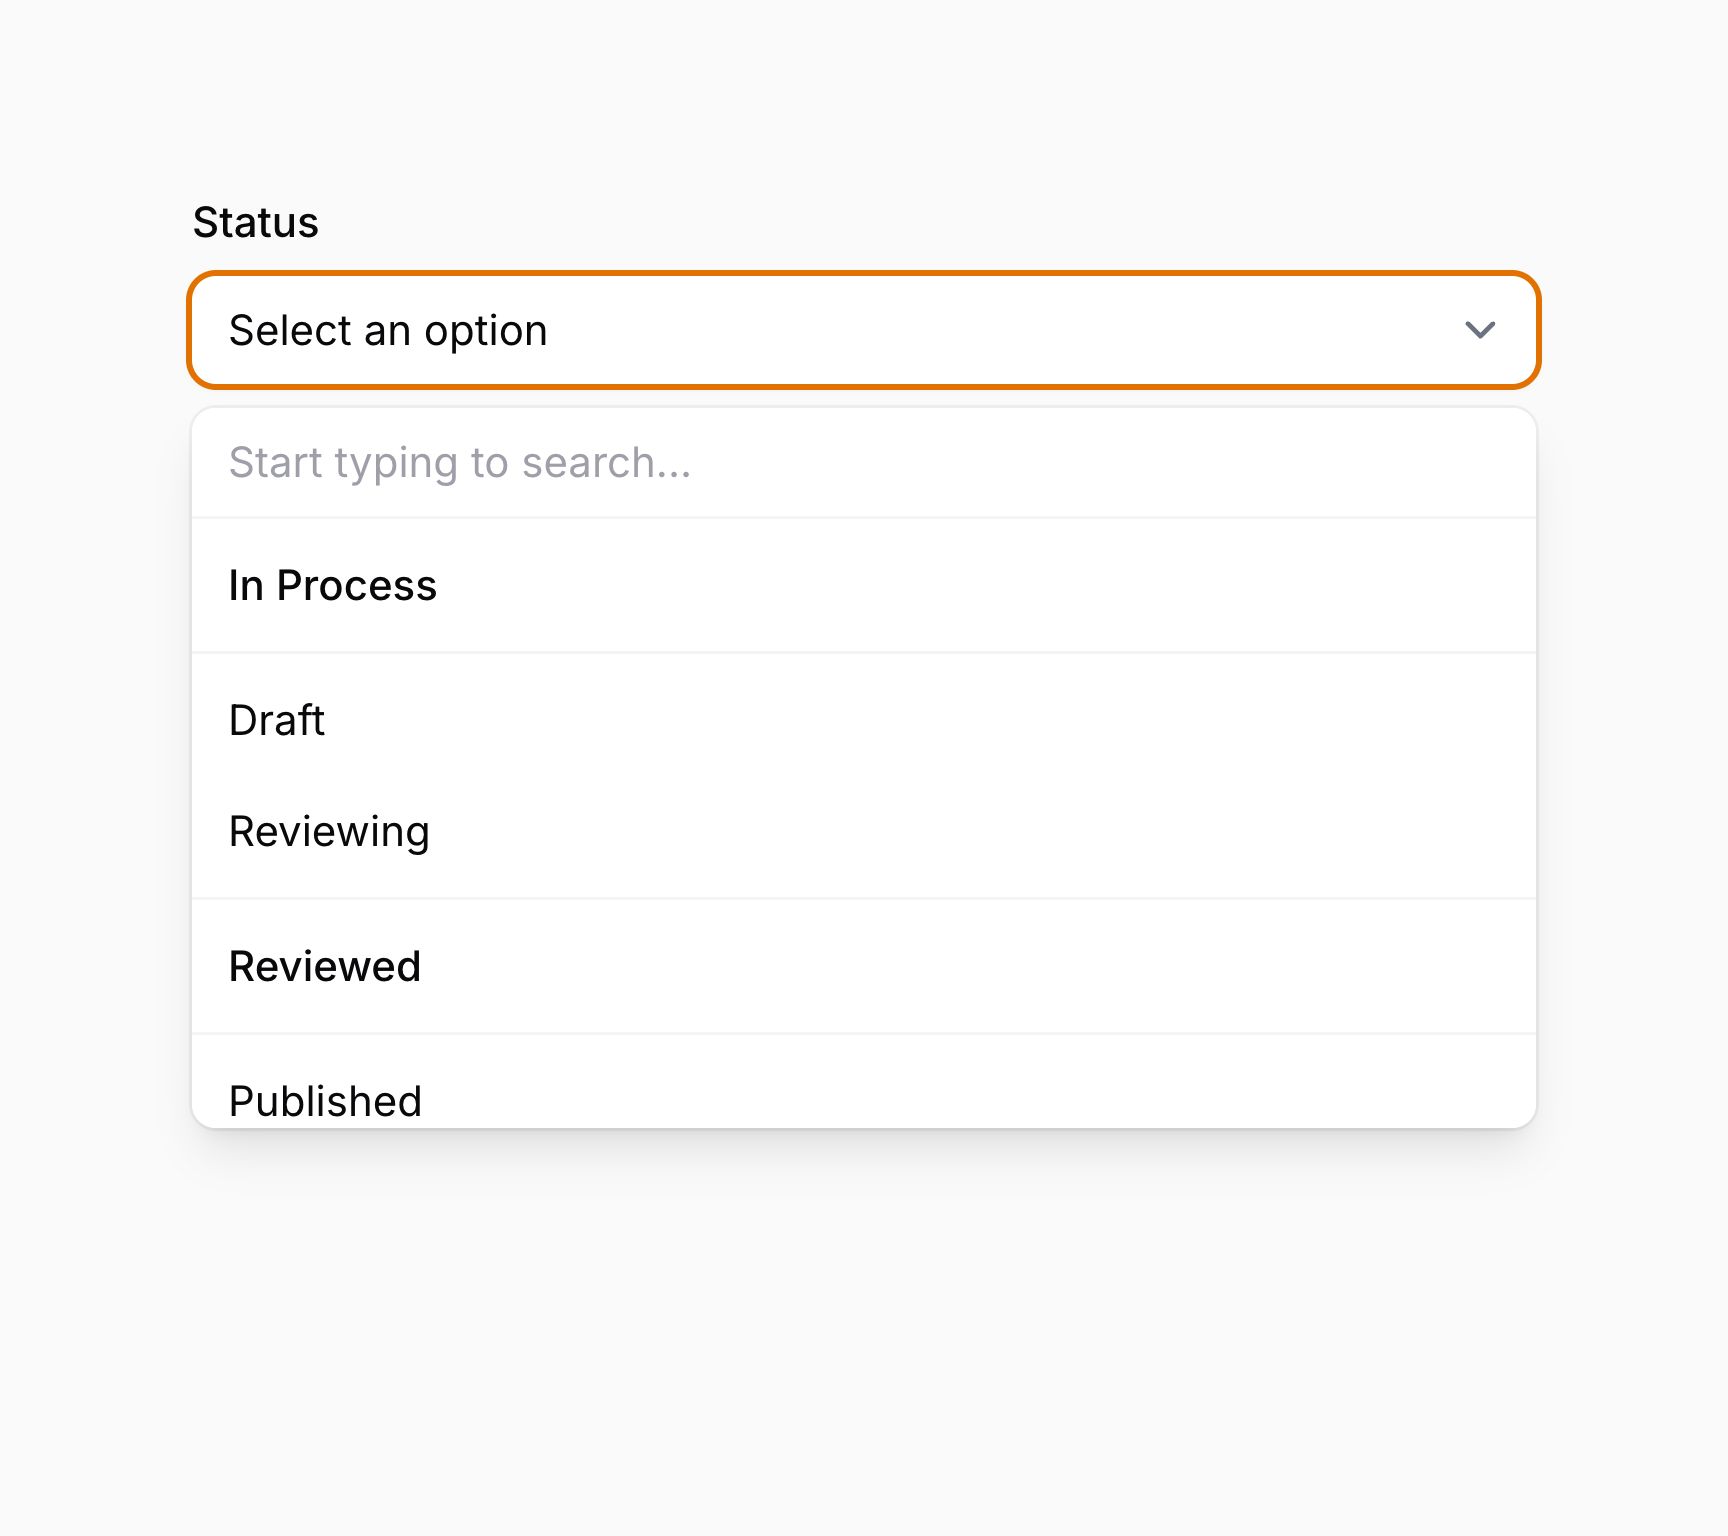 Status
Select an option
Start typing to search...
In Process
Draft
Reviewing
Reviewed
Published